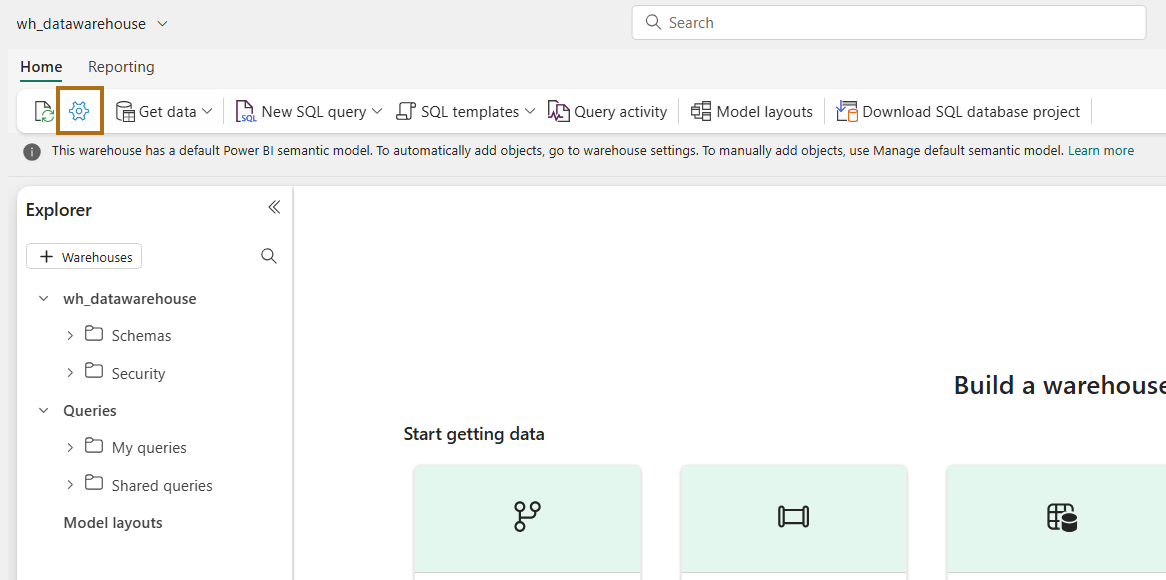 wh_datawarehouse
Search
Home Reporting
Get data New SQL query SQL templates Query activity Model layouts Download SQL database project
This warehouse has a default Power BI semantic model. To automatically add objects, go to warehouse settings. To manually add objects, use Manage default semantic model. Learn more
Explorer
+ Warehouses
wh_datawarehouse
Schemas
Security
Queries
My queries
Shared queries
Model layouts
Build a warehouse
Start getting data